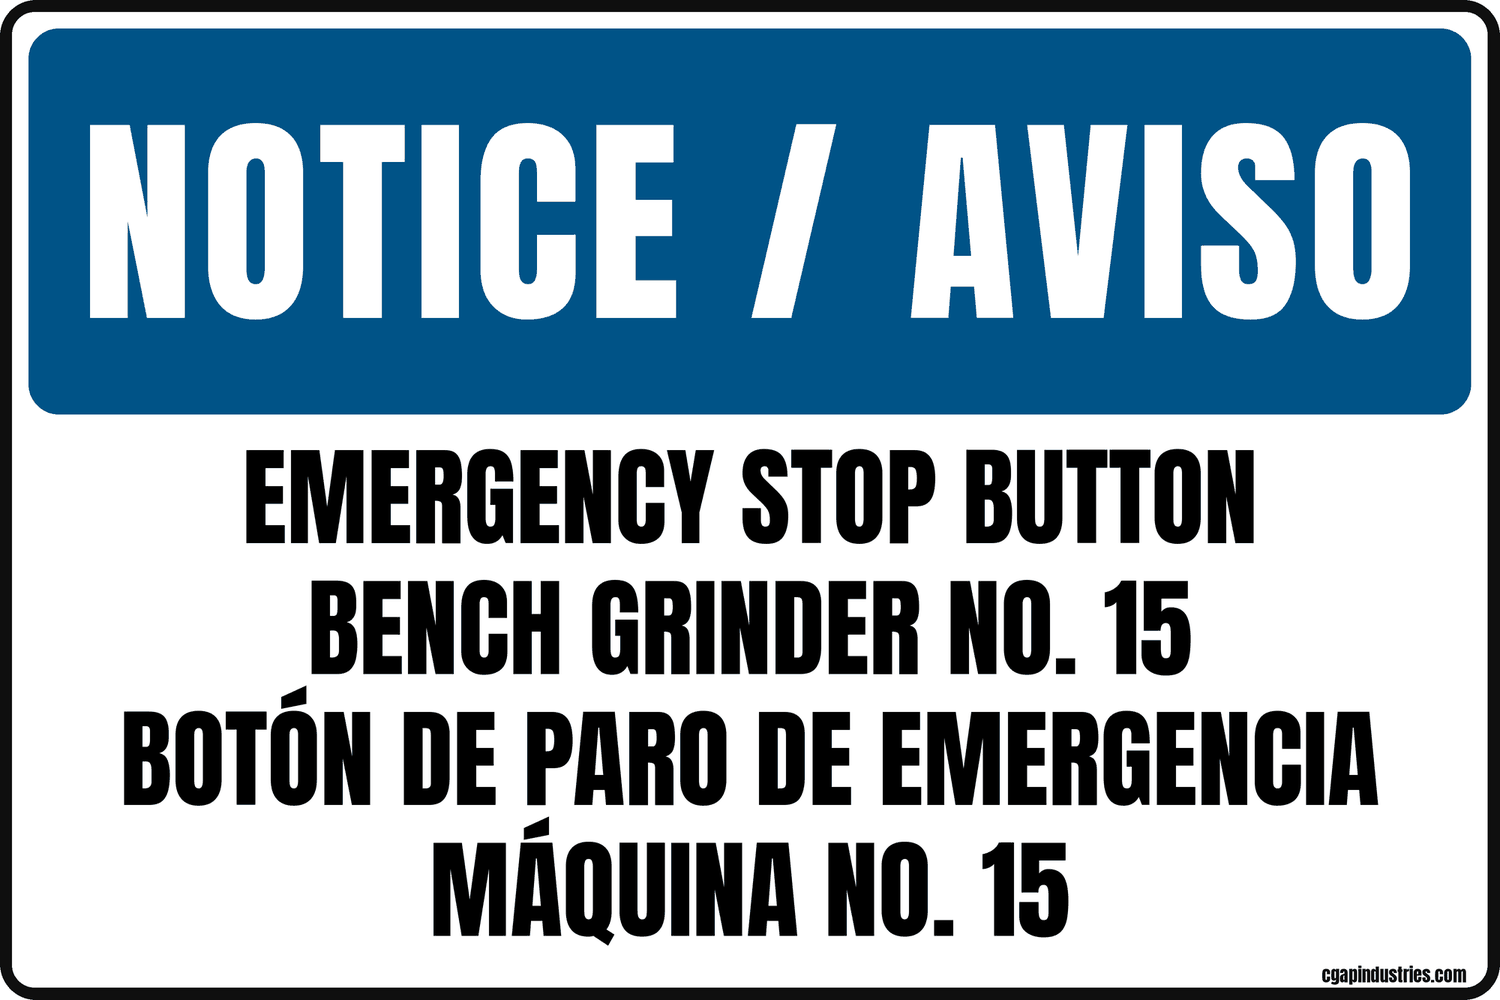 NOTICE / AVISO
EMERGENCY STOP BUTTON
BENCH GRINDER NO. 15
BOTÓN DE PARO DE EMERGENCIA
MÁQUINA NO. 15
cgapindustries.com